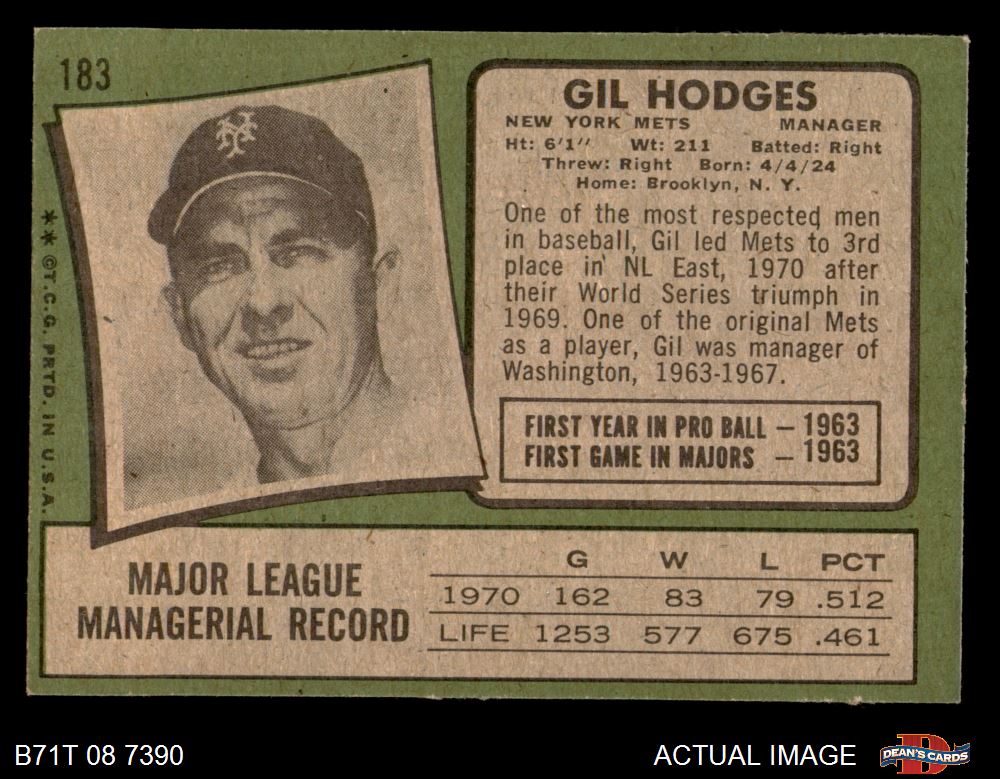 183
GIL HODGES
NEW YORK METS MANAGER
Ht: 6'1" Wt: 211 Batted: Right
Threw: Right Born: 4/4/24
Home: Brooklyn, N. Y.
One of the most respected men
in baseball, Gil led Mets to 3rd
place in NL East, 1970 after
their World Series triumph in
1969. One of the original Mets
as a player, Gil was manager of
Washington, 1963-1967.
FIRST YEAR IN PRO BALL — 1963
FIRST GAME IN MAJORS — 1963
NY
** ©T.C.G. PRTD. IN U.S.A.
MAJOR LEAGUE
MANAGERIAL RECORD
G W L PCT
1970 162 83 79 .512
LIFE 1253 577 675 .461
B71T 08 7390
ACTUAL IMAGE
DEAN'S CARDS